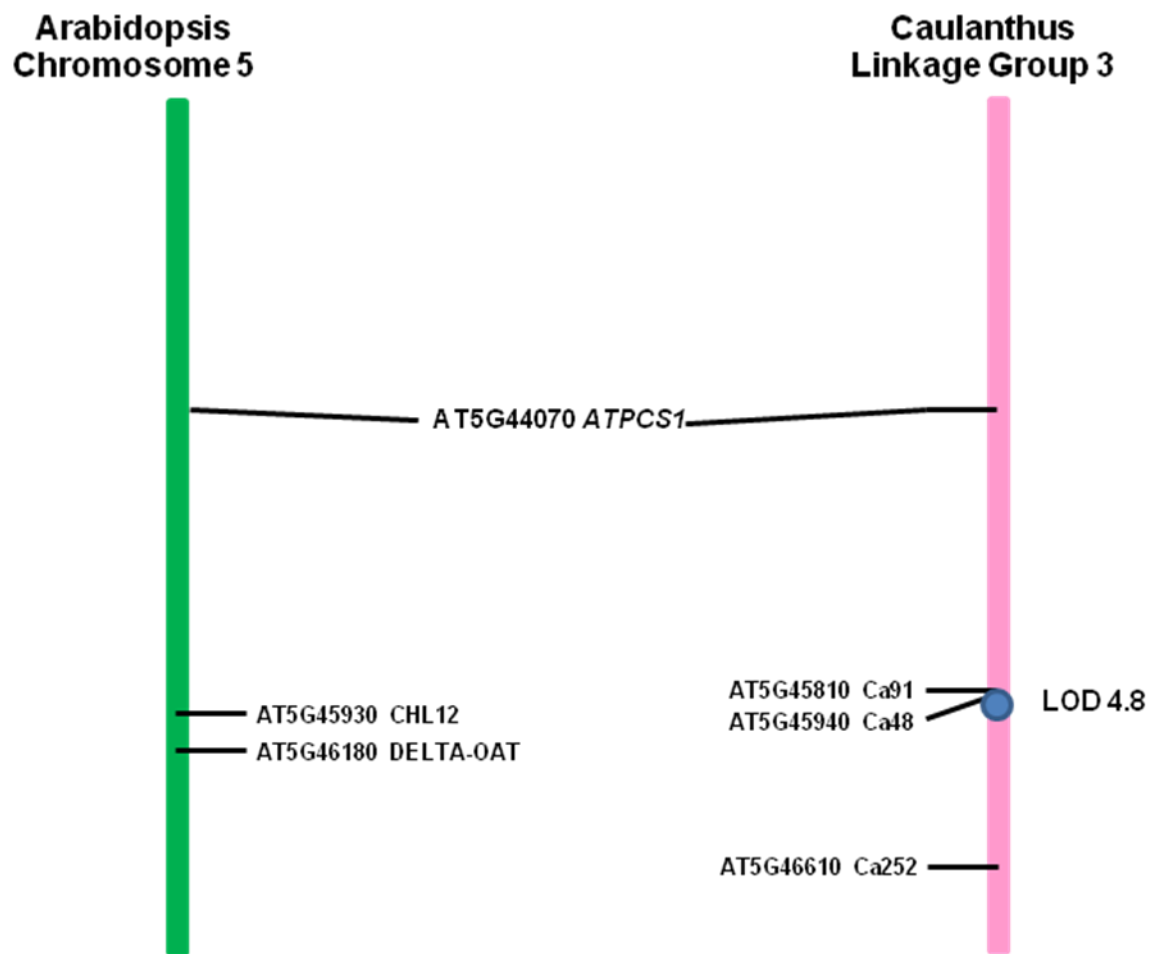 Arabidopsis
Chromosome 5
Caulanthus
Linkage Group 3
AT5G44070 ATPCS1
AT5G45930 CHL12
AT5G46180 DELTA-OAT
AT5G45810 Ca91
AT5G45940 Ca48
LOD 4.8
AT5G46610 Ca252